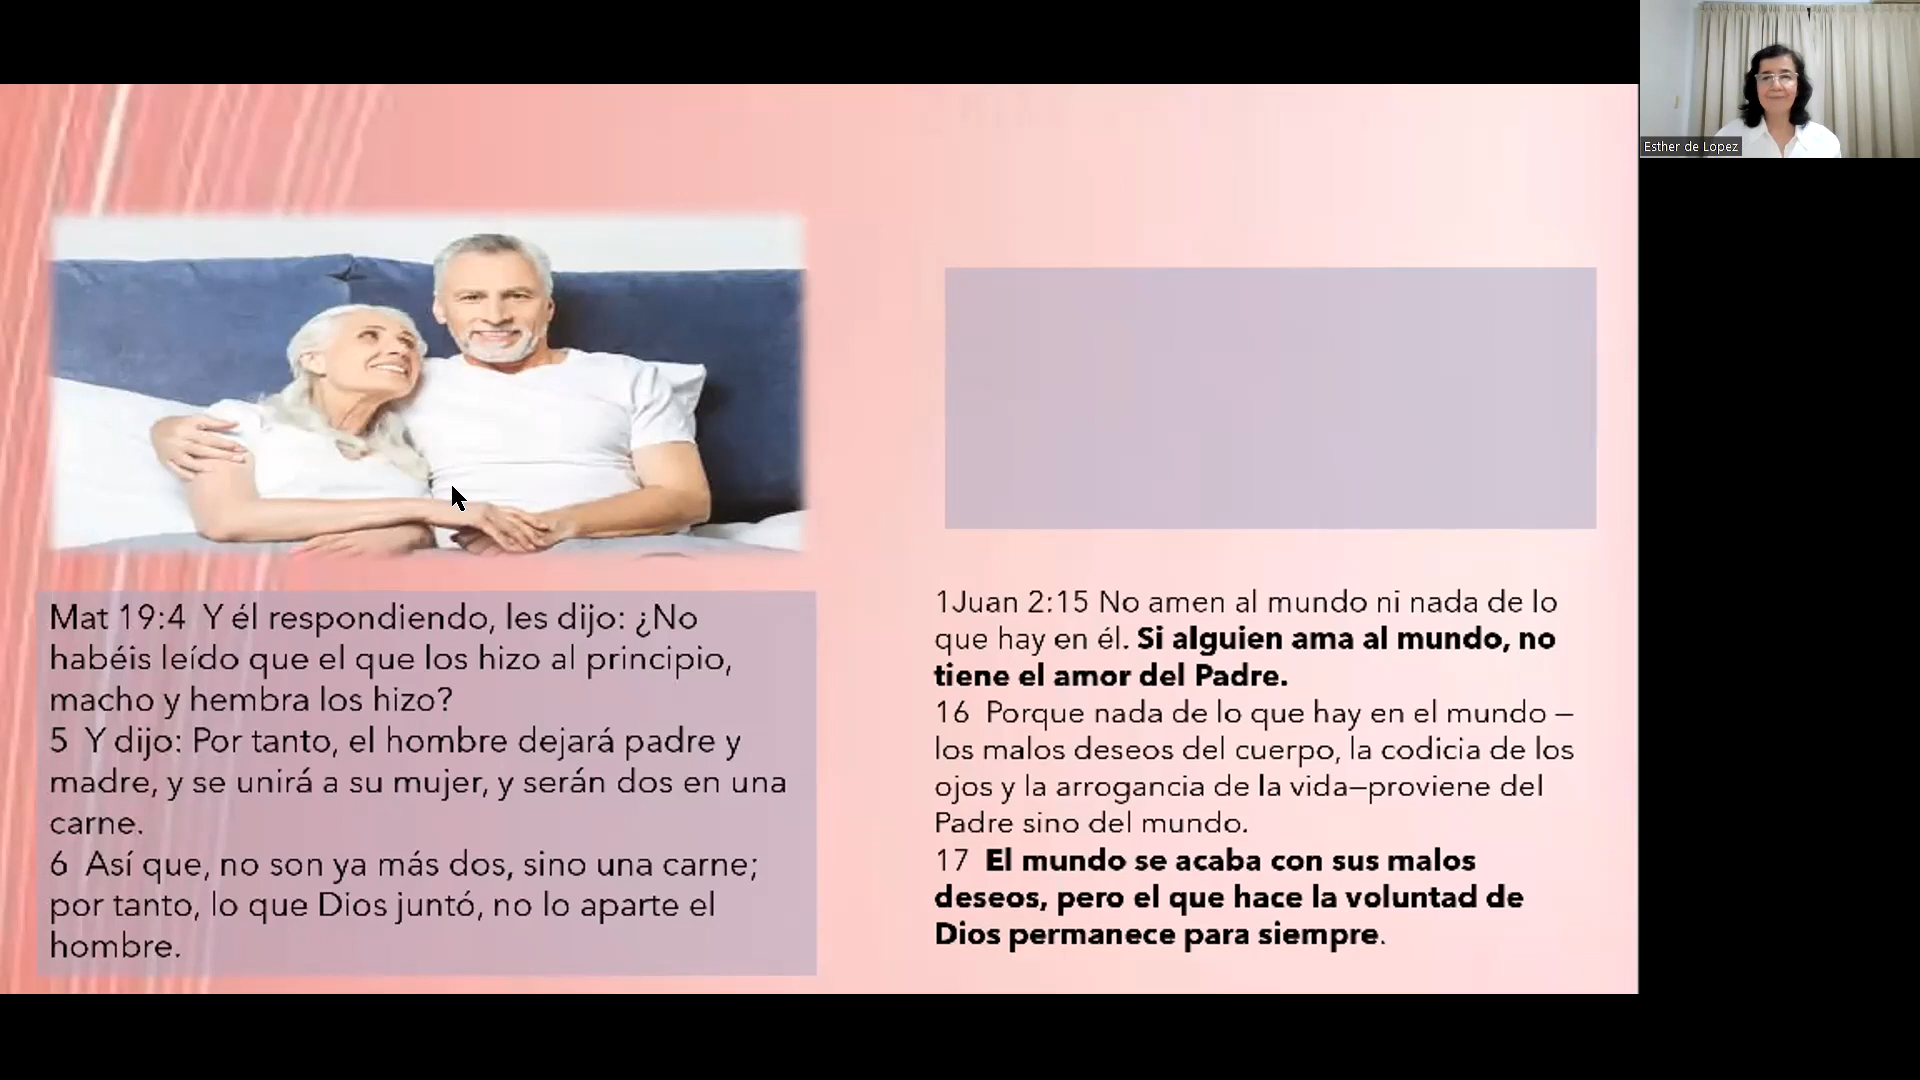 Esther de Lopez
Mat 19:4  Y él respondiendo, les dijo: ¿No
habéis leído que el que los hizo al principio,
macho y hembra los hizo?
5  Y dijo: Por tanto, el hombre dejará padre y
madre, y se unirá a su mujer, y serán dos en una
carne.
6  Así que, no son ya más dos, sino una carne;
por tanto, lo que Dios juntó, no lo aparte el
hombre.
1Juan 2:15 No amen al mundo ni nada de lo
que hay en él. Si alguien ama al mundo, no
tiene el amor del Padre.
16  Porque nada de lo que hay en el mundo —
los malos deseos del cuerpo, la codicia de los
ojos y la arrogancia de la vida—proviene del
Padre sino del mundo.
17  El mundo se acaba con sus malos
deseos, pero el que hace la voluntad de
Dios permanece para siempre.